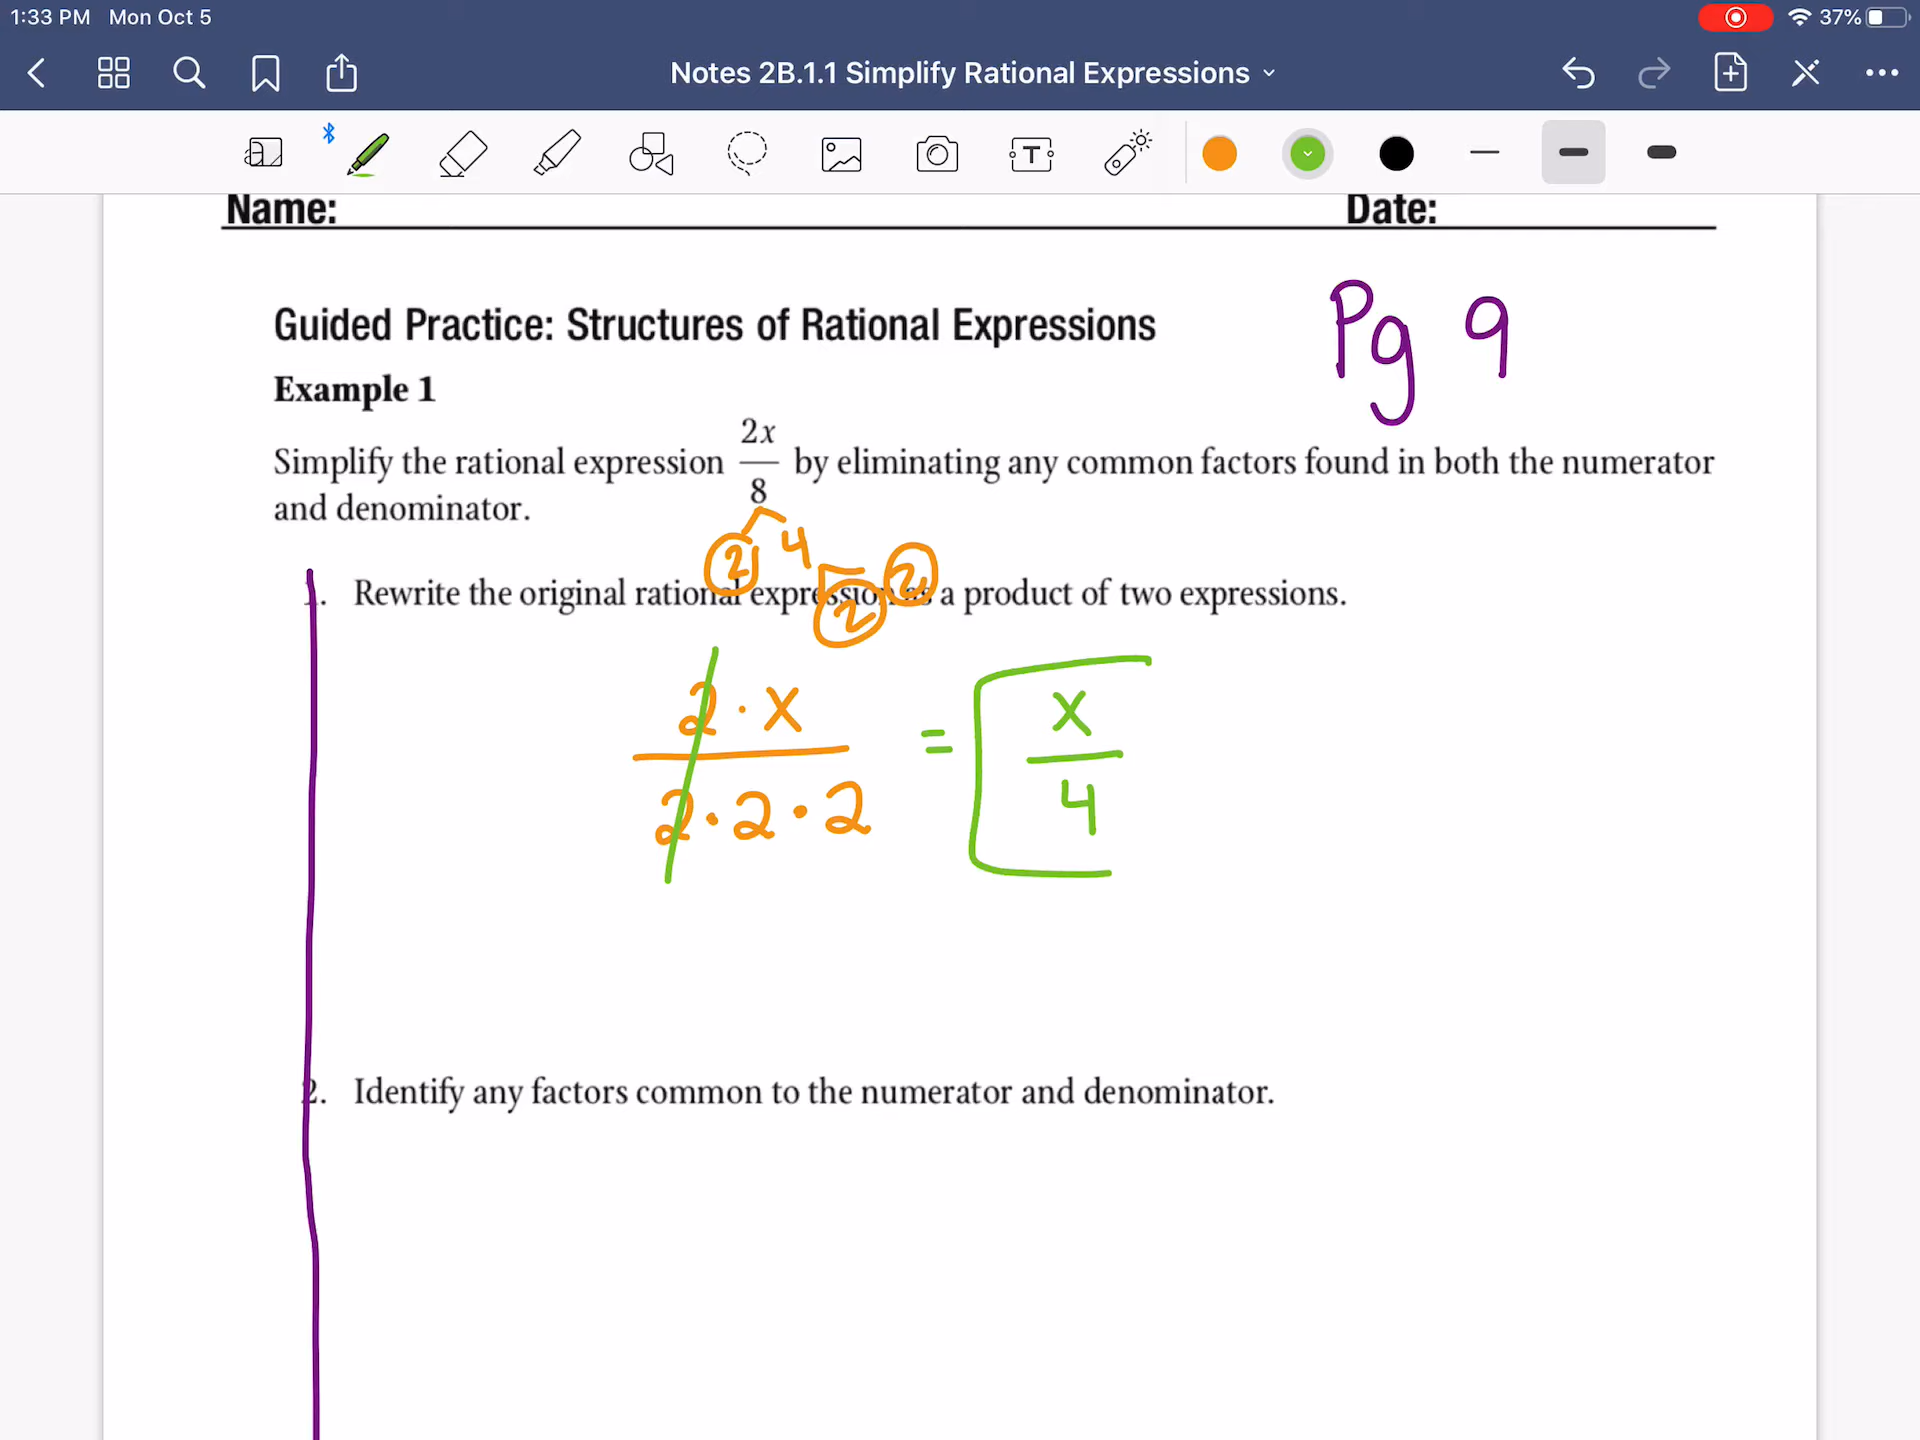 1:33 PM Mon Oct 5
37%
Notes 2B.1.1 Simplify Rational Expressions
Name: Date:
Guided Practice: Structures of Rational Expressions
Pg 9
Example 1
Simplify the rational expression 2x/8 by eliminating any common factors found in both the numerator
and denominator.
2 4
2 2
1. Rewrite the original rational expression as a product of two expressions.
2 · x
2 · 2 · 2
=
x
4
2. Identify any factors common to the numerator and denominator.